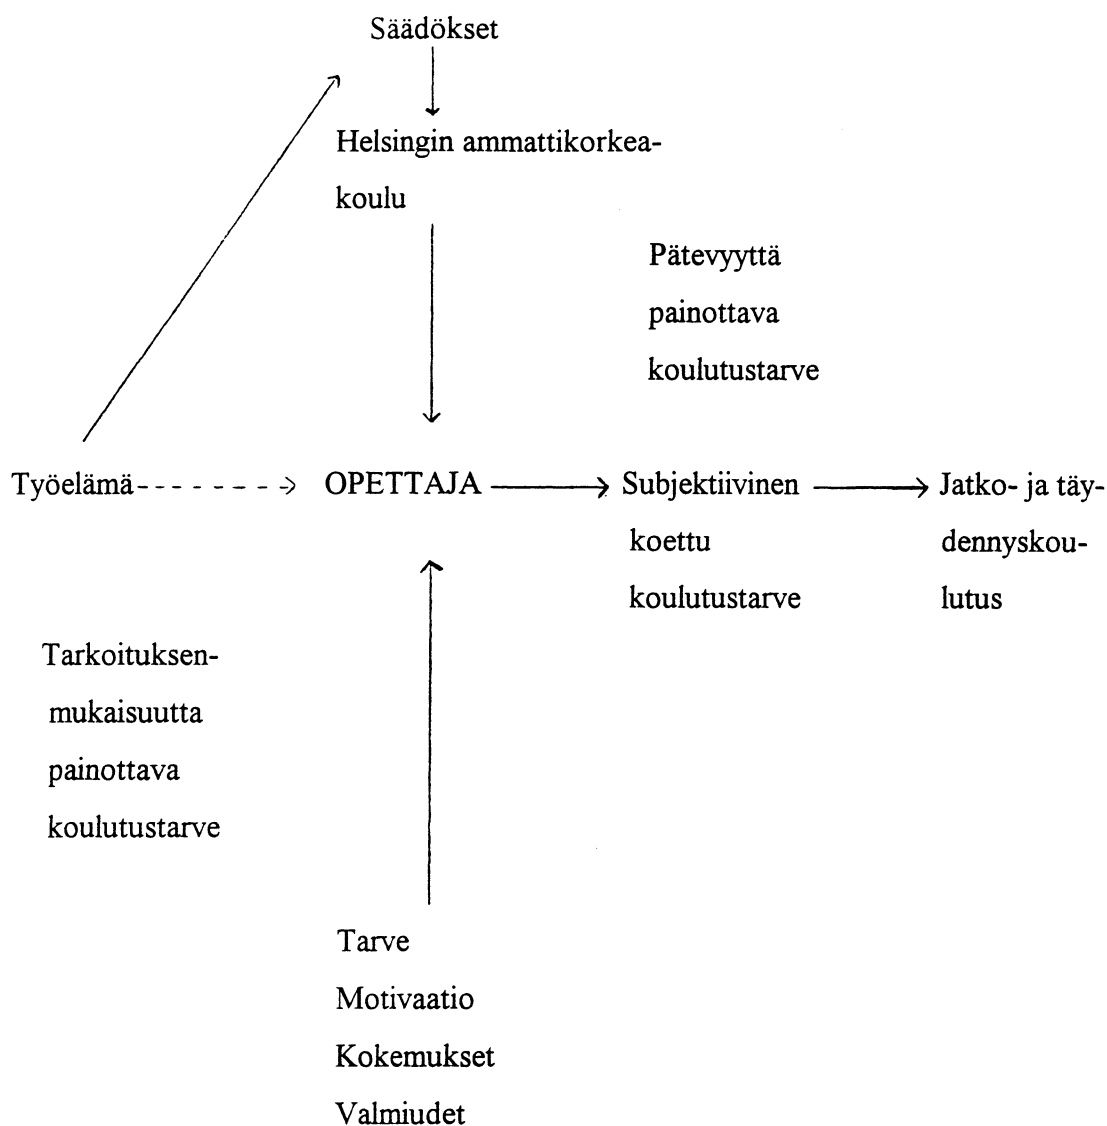 Säädökset
Helsingin ammattikorkea-
koulu
Pätevyyttä
painottava
koulutustarve
Työelämä
OPETTAJA
Subjektiivinen
koettu
koulutustarve
Jatko- ja täy-
dennyskou-
lutus
Tarkoituksen-
mukaisuutta
painottava
koulutustarve
Tarve
Motivaatio
Kokemukset
Valmiudet